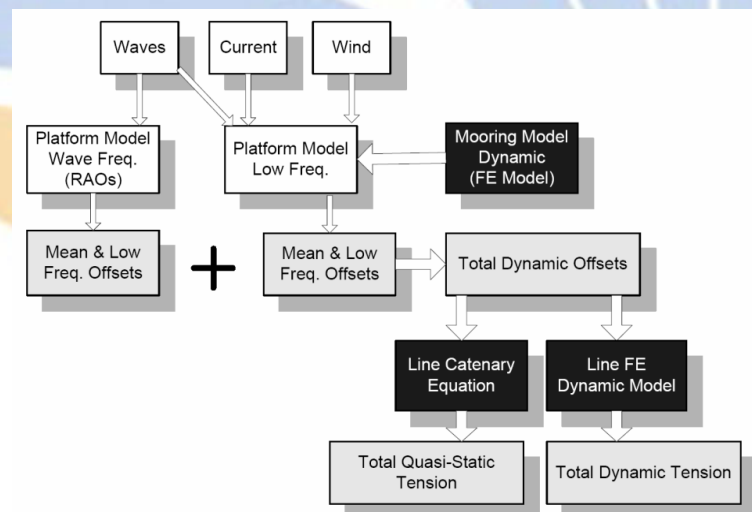 Waves
Current
Wind
Platform Model
Wave Freq.
(RAOs)
Platform Model
Low Freq.
Mooring Model
Dynamic
(FE Model)
Mean & Low
Freq. Offsets
+
Mean & Low
Freq. Offsets
Total Dynamic Offsets
Line Catenary
Equation
Line FE
Dynamic Model
Total Quasi-Static
Tension
Total Dynamic Tension